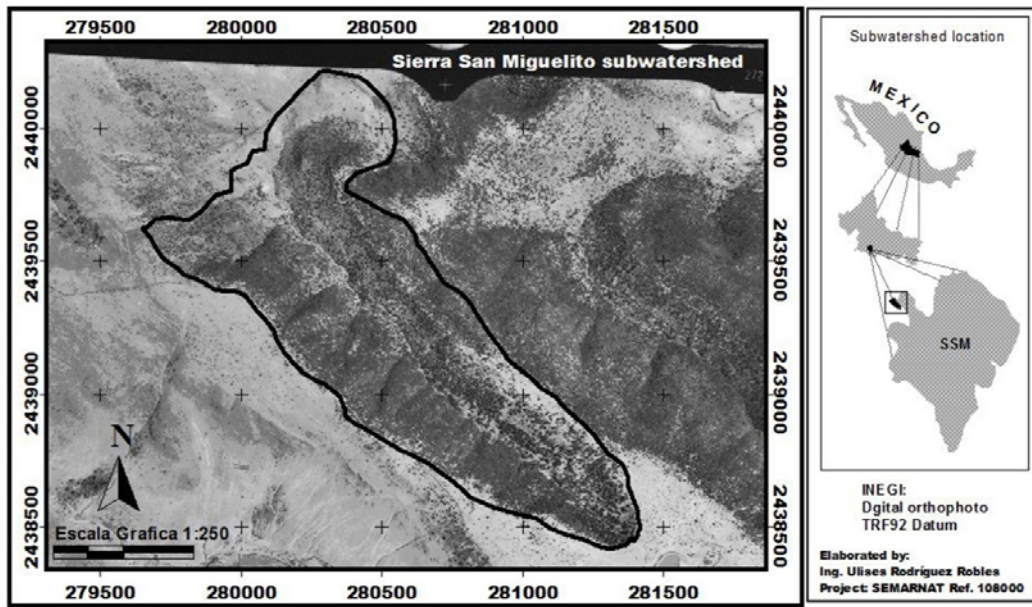 279500 280000 280500 281000 281500
Sierra San Miguelito subwatershed
272
2440000
2439500
2439000
2438500
2440000
2439500
2439000
2438500
N
Escala Grafica 1:250
279500 280000 280500 281000 281500
Subwatershed location
MEXICO
SSM
INEGI:
Dgital orthophoto
TRF92 Datum
Elaborated by:
Ing. Ulises Rodríguez Robles
Project: SEMARNAT Ref. 108000